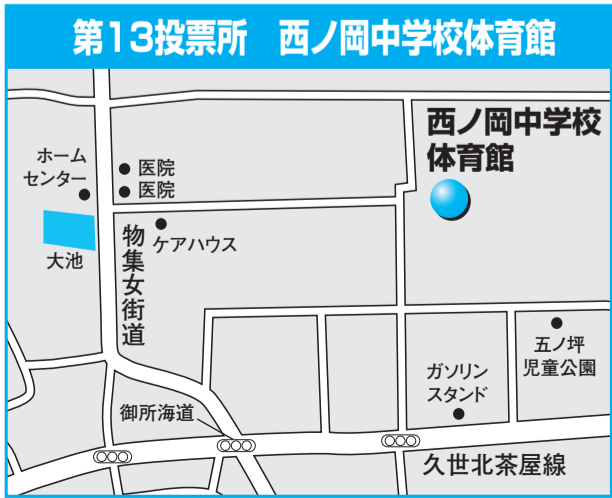 第13投票所 西ノ岡中学校体育館
西ノ岡中学校
体育館
ホーム
センター
医院
医院
ケアハウス
大池
物集女街道
五ノ坪
児童公園
ガソリン
スタンド
御所海道
久世北茶屋線